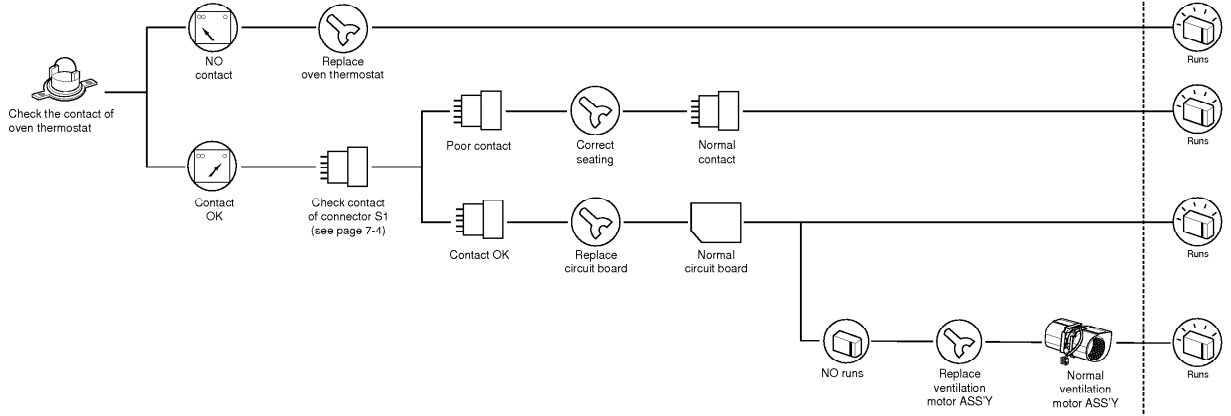 NO
contact
Replace
oven thermostat
Runs
Check the contact of
oven thermostat
Poor contact
Correct
seating
Normal
contact
Runs
Contact
OK
Check contact
of connector S1
(see page 7-4)
Contact OK
Replace
circuit board
Normal
circuit board
Runs
NO runs
Replace
ventilation
motor ASS'Y
Normal
ventilation
motor ASS'Y
Runs